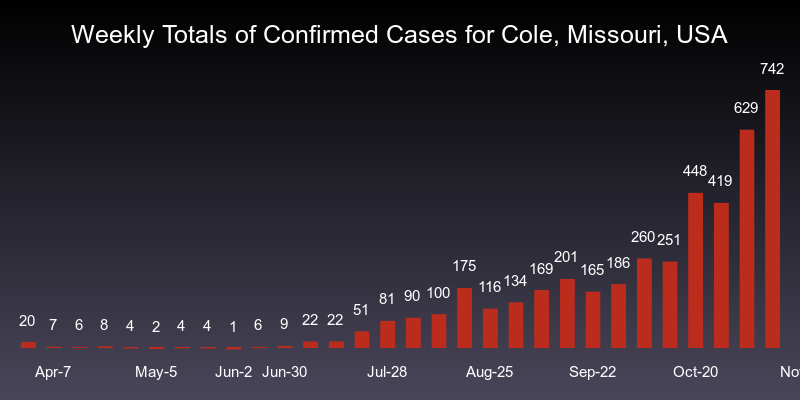 Weekly Totals of Confirmed Cases for Cole, Missouri, USA
20 7 6 8 4 2 4 4 1 6 9 22 22 51 81 90 100 175 116 134 169 201 165 186 260 251 448 419 629 742
Apr-7 May-5 Jun-2 Jun-30 Jul-28 Aug-25 Sep-22 Oct-20 Nov